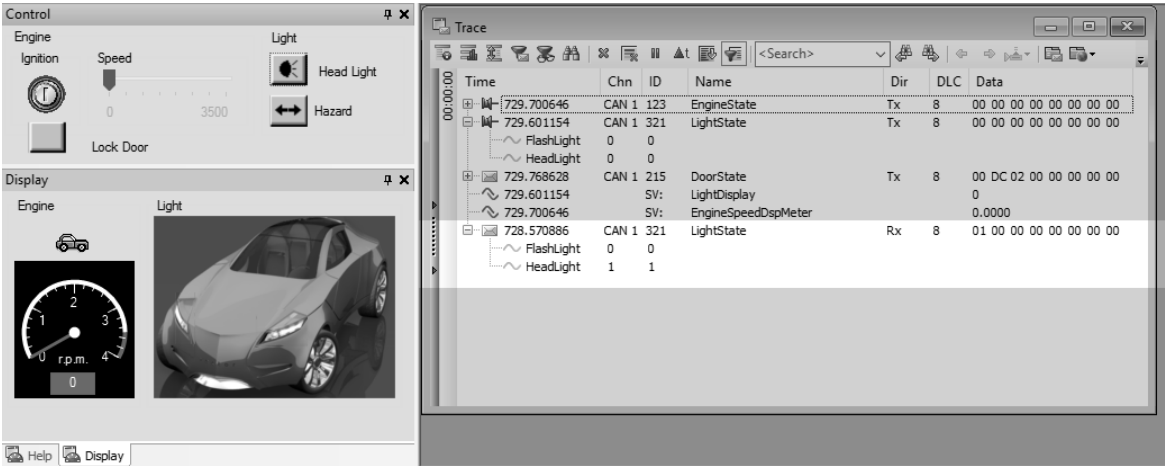 Control
Engine
Light
Ignition
Speed
Head Light
0
3500
Hazard
Lock Door
Display
Engine
Light
0
1
2
3
4
r.p.m.
0
Help
Display
Trace
<Search>
00:00:00
Time Chn ID Name Dir DLC Data
729.700646 CAN 1 123 EngineState Tx 8 00 00 00 00 00 00 00 00
729.601154 CAN 1 321 LightState Tx 8 00 00 00 00 00 00 00 00
FlashLight 0 0
HeadLight 0 0
729.768628 CAN 1 215 DoorState Tx 8 00 DC 02 00 00 00 00 00
729.601154 SV: LightDisplay 0
729.700646 SV: EngineSpeedDspMeter 0.0000
728.570886 CAN 1 321 LightState Rx 8 01 00 00 00 00 00 00 00
FlashLight 0 0
HeadLight 1 1